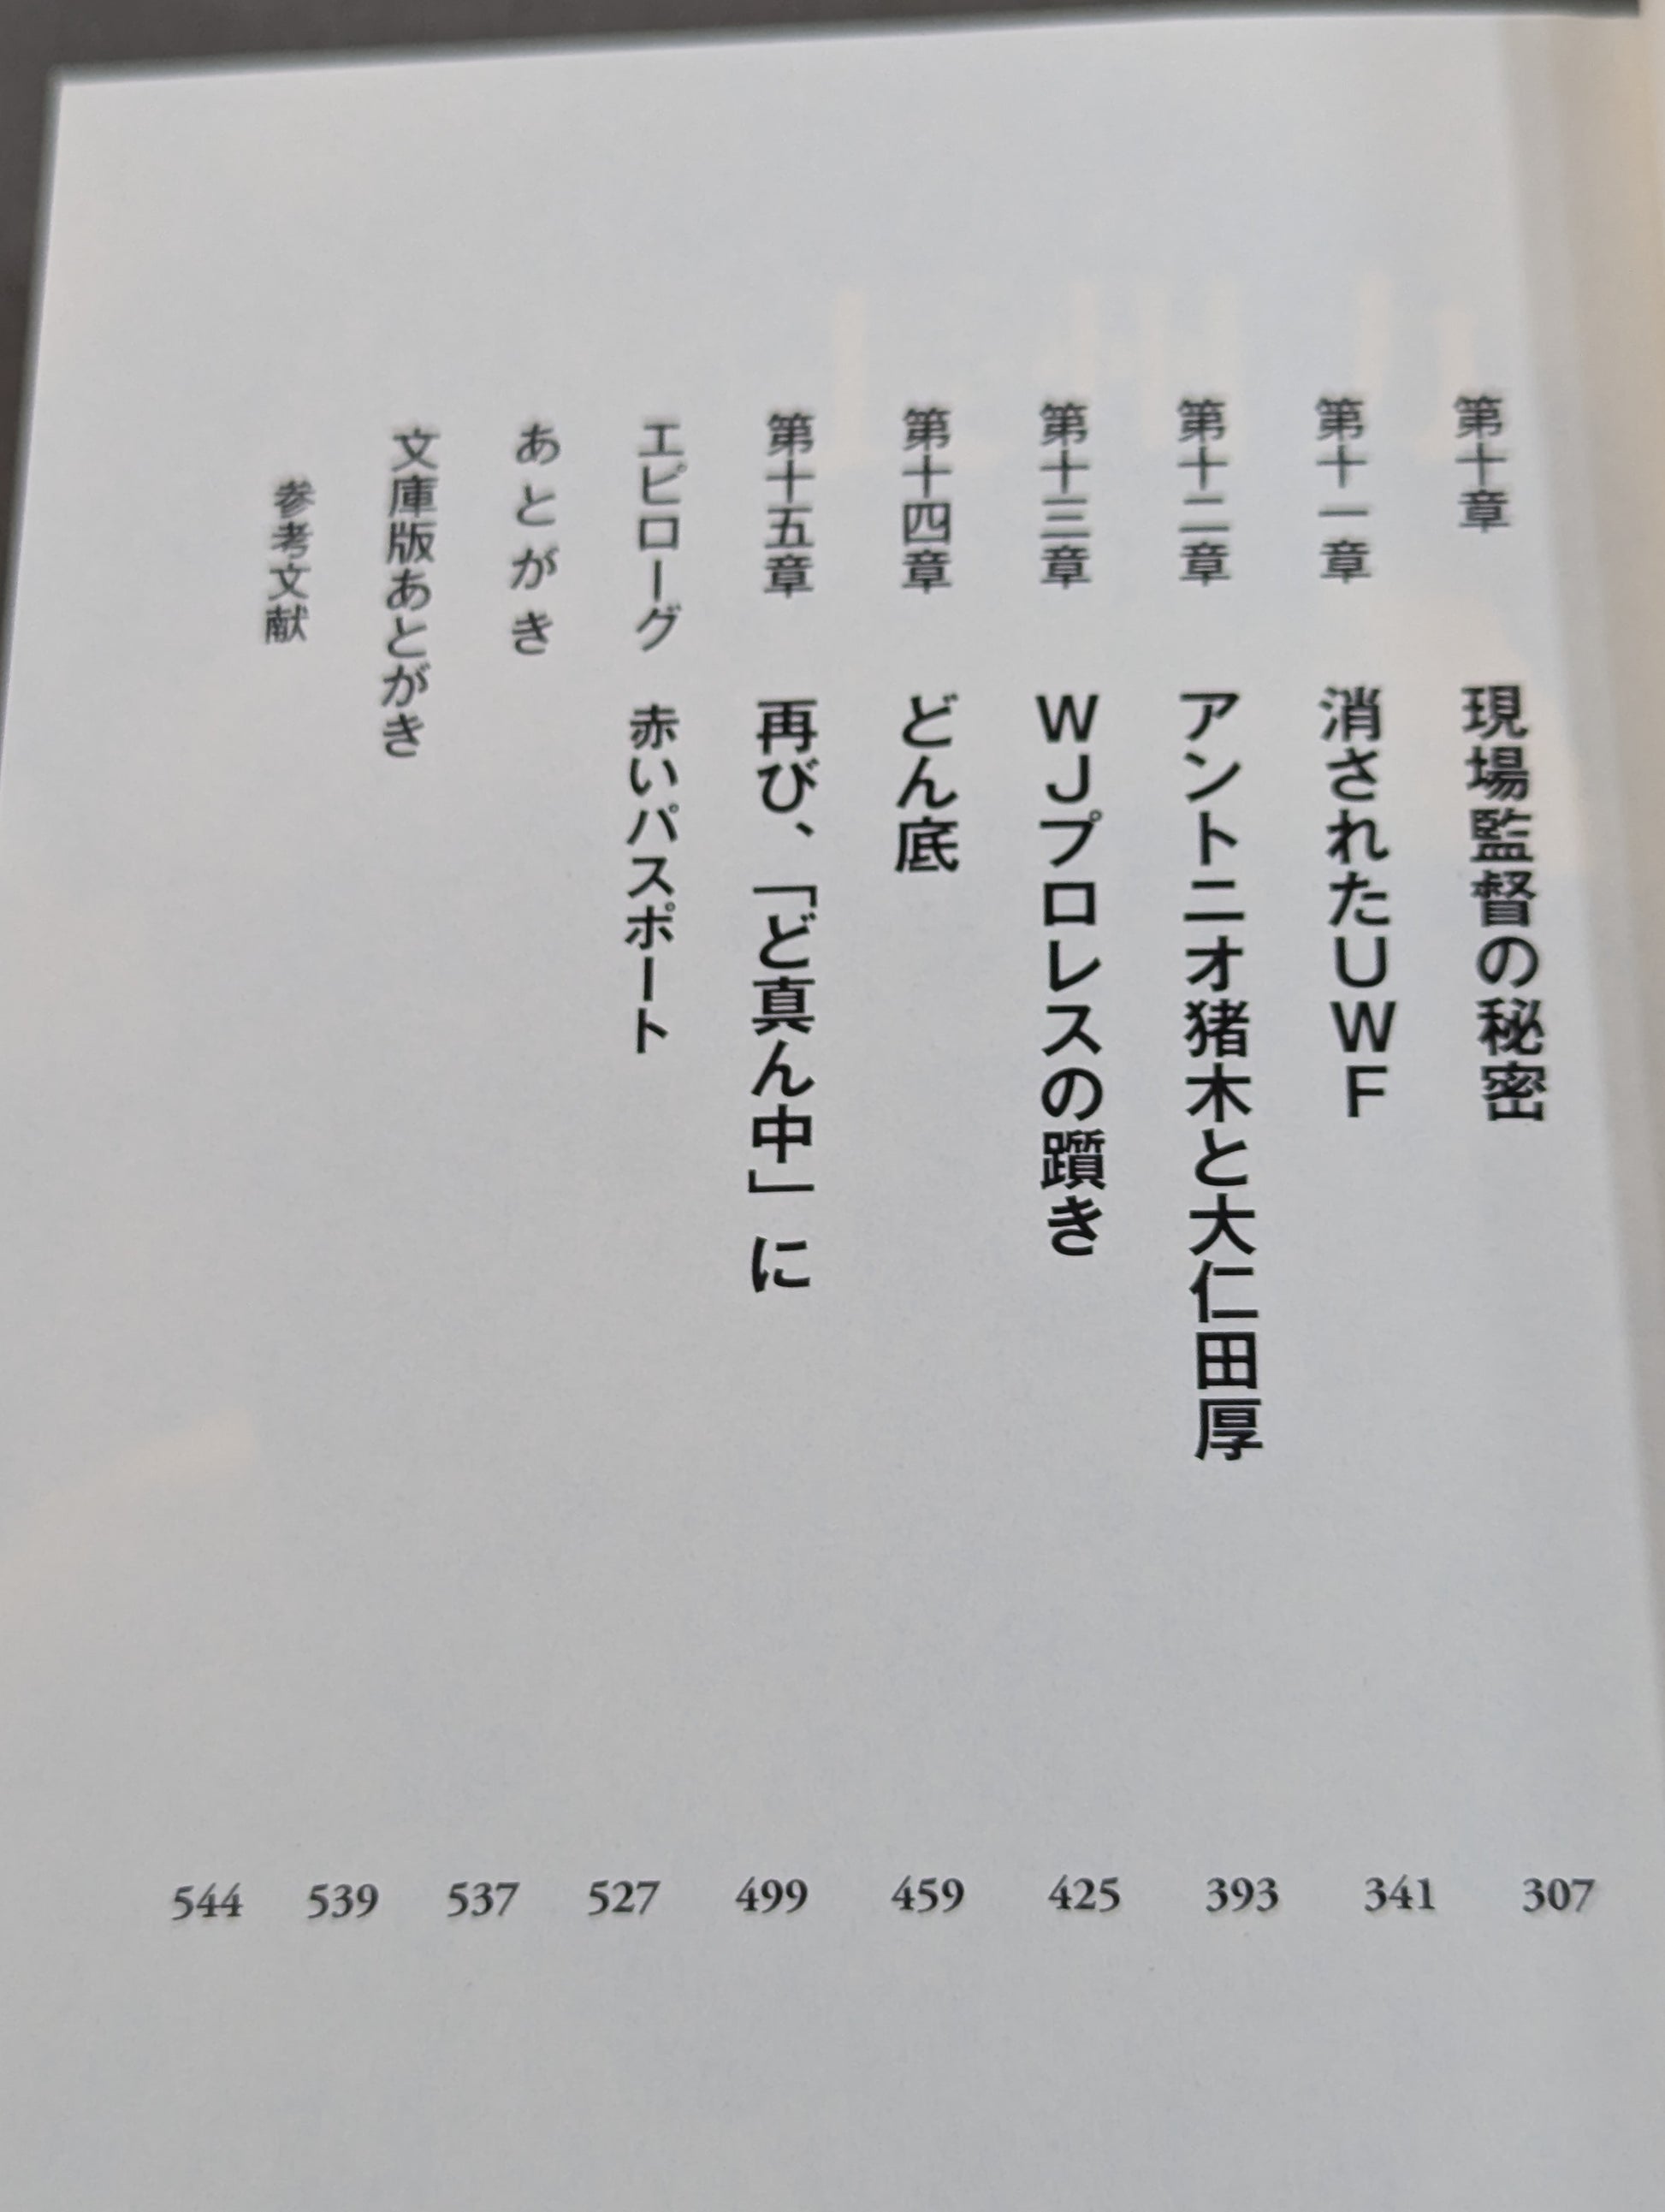 第十章　現場監督の秘密　307
第十一章　消されたUWF　341
第十二章　アントニオ猪木と大仁田厚　393
第十三章　WJプロレスの躓き　425
第十四章　どん底　459
第十五章　再び、「ど真ん中」に　499
エピローグ　赤いパスポート　527
あとがき　537
文庫版あとがき　539
参考文献　544